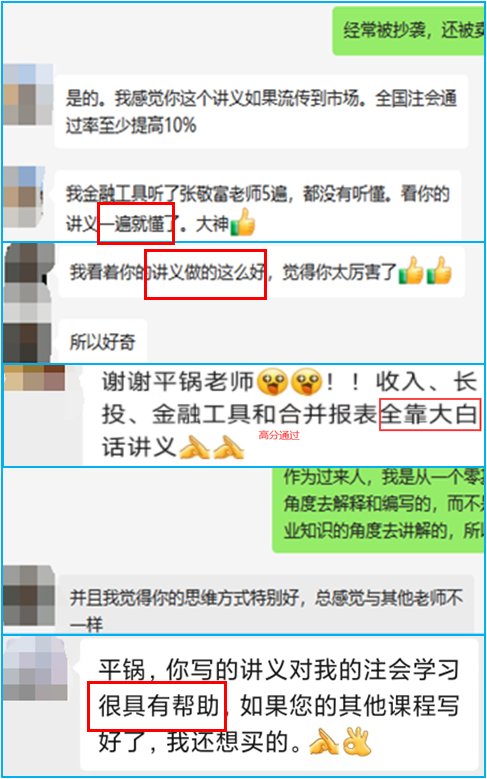 经常被抄袭，还被卖
是的。我感觉你这个讲义如果流传到市场。全国注会通
过率至少提高10%
我金融工具听了张敬富老师5遍，都没有听懂。看你的
讲义一遍就懂了。大神👍
我看着你的讲义做的这么好，觉得你太厉害了👍👍
所以好奇
谢谢平锅老师😲😲！！收入、长
投、金融工具和合并报表全靠大白
高分通过
话讲义👏👏
作为过来人，我是从一个零
角度去解释和编写的，而不
业知识的角度去讲解的，所
并且我觉得你的思维方式特别好，总感觉与其他老师不
一样
平锅，你写的讲义对我的注会学习
很具有帮助，如果您的其他课程写
好了，我还想买的。👏👌